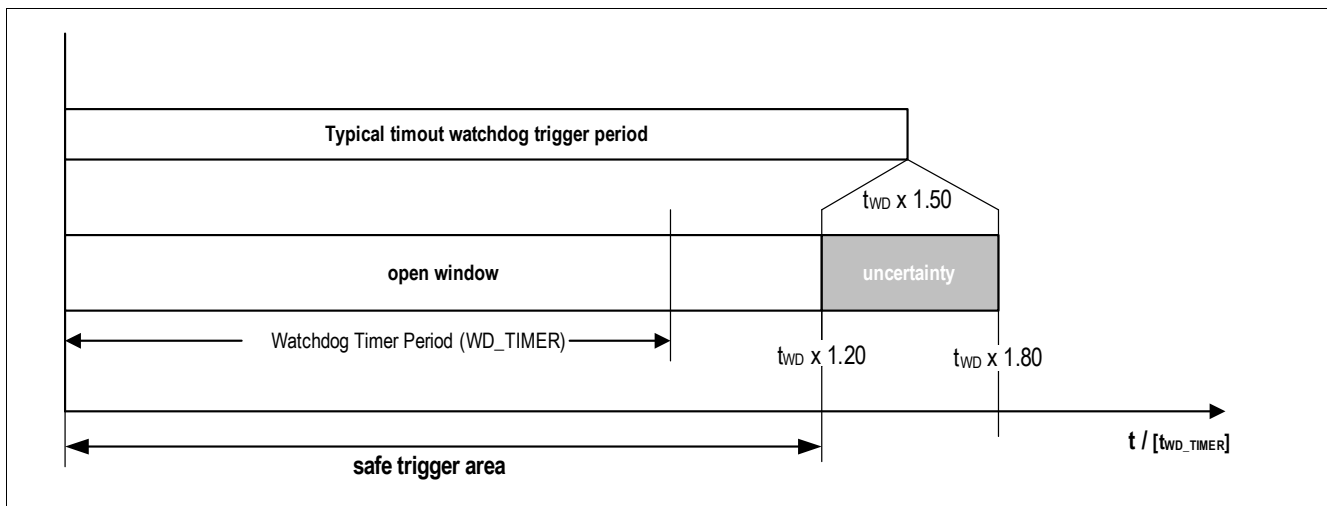 Typical timout watchdog trigger period
tWD x 1.50
open window
uncertainty
Watchdog Timer Period (WD_TIMER)
tWD x 1.20
tWD x 1.80
t / [tWD_TIMER]
safe trigger area